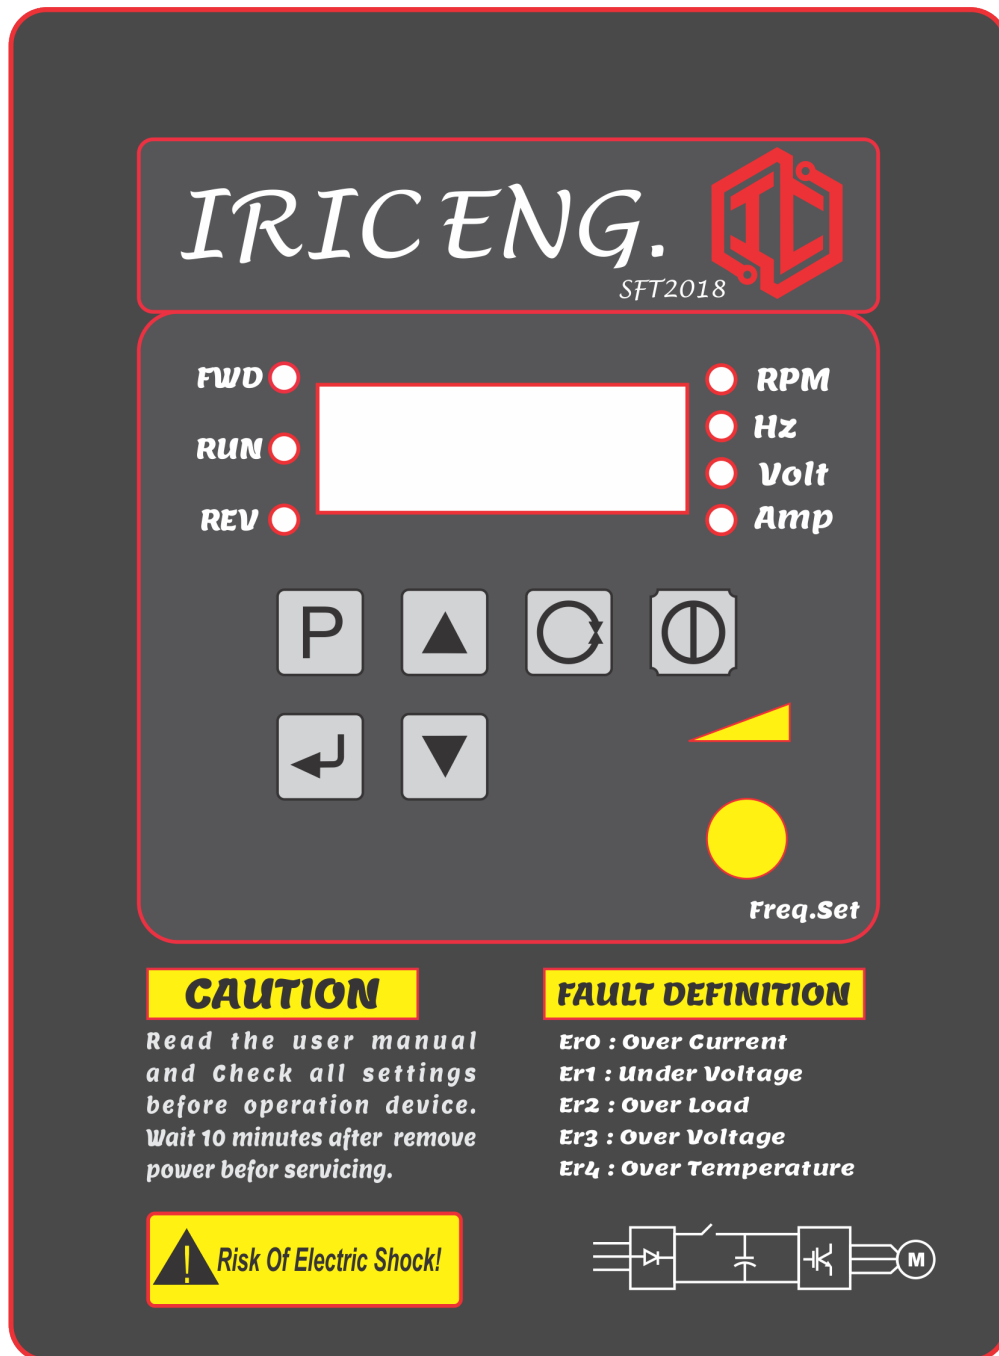 IRIC ENG.
SFT2018
FWD
RUN
REV
RPM
Hz
Volt
Amp
P
Freq.Set
CAUTION
Read the user manual
and Check all settings
before operation device.
Wait 10 minutes after remove
power befor servicing.
Risk Of Electric Shock!
FAULT DEFINITION
Er0 : Over Current
Er1 : Under Voltage
Er2 : Over Load
Er3 : Over Voltage
Er4 : Over Temperature
M